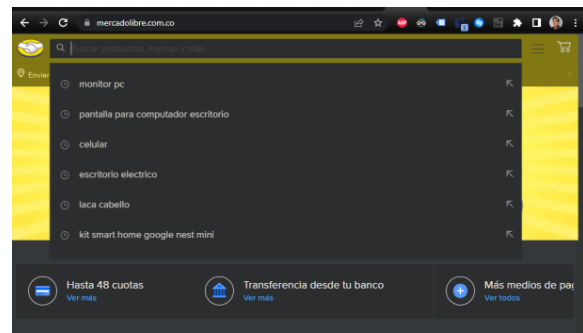 mercadolibre.com.co
Buscar productos, marcas y más...
Enviar
monitor pc
pantalla para computador escritorio
celular
escritorio electrico
laca cabello
kit smart home google nest mini
Hasta 48 cuotas
Ver más
Transferencia desde tu banco
Ver más
Más medios de pag
Ver todos